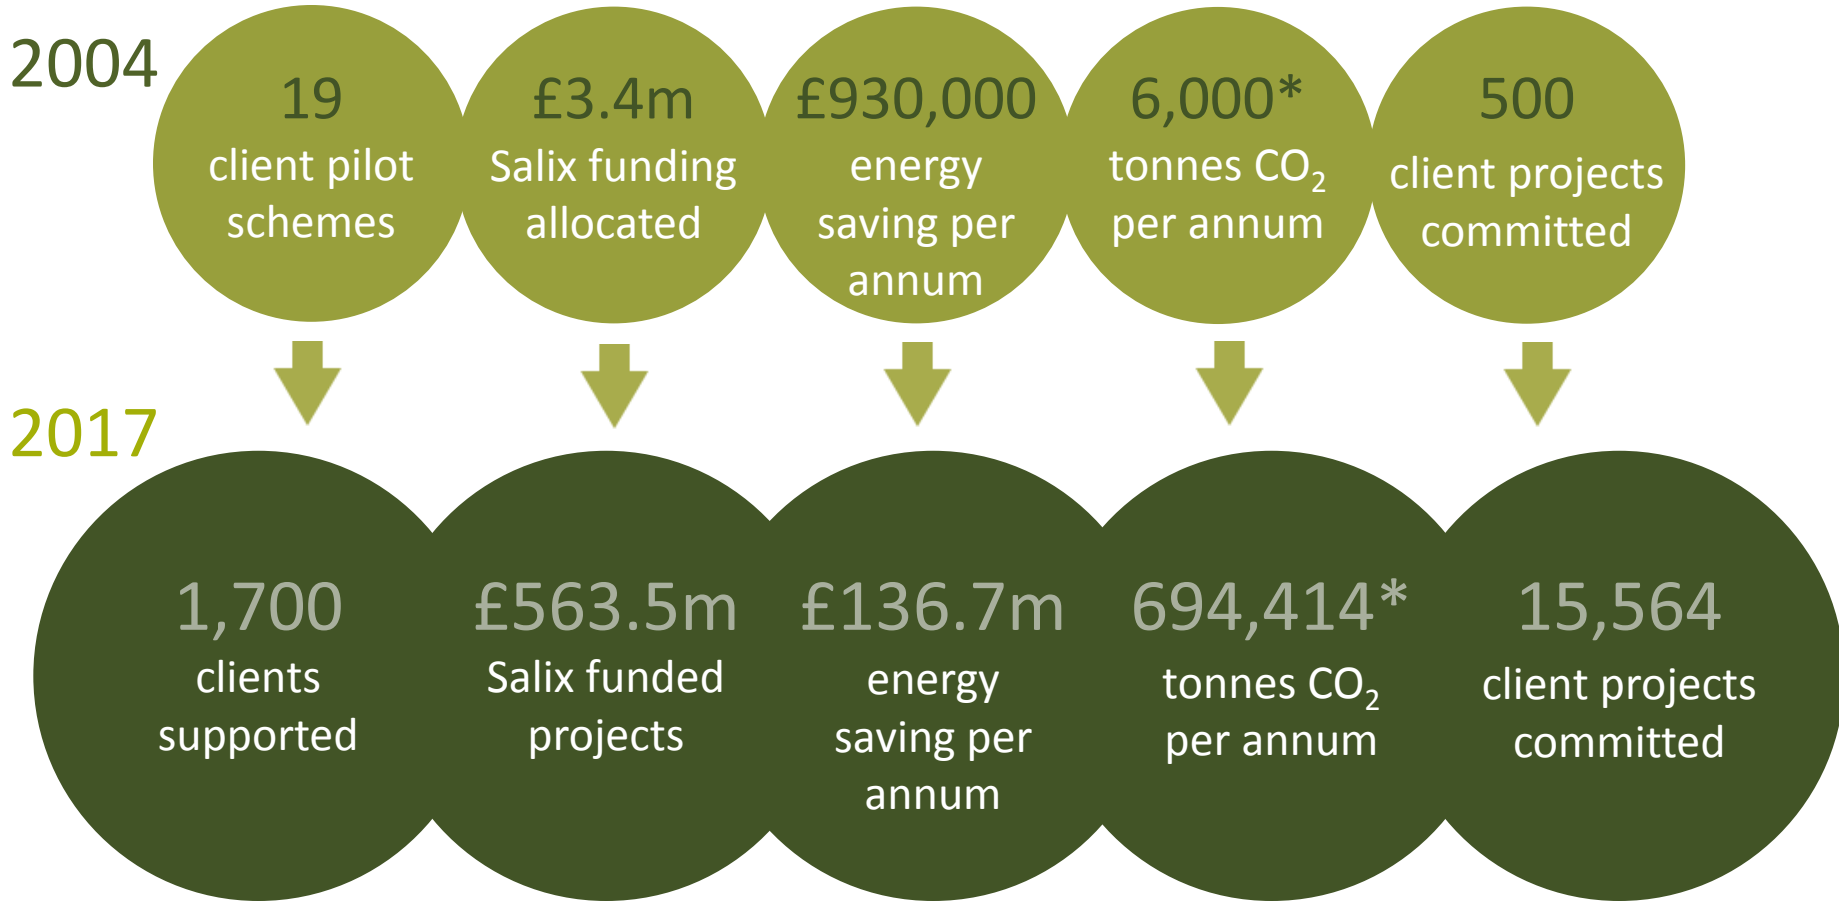 2004
19
client pilot
schemes
£3.4m
Salix funding
allocated
£930,000
energy
saving per
annum
6,000*
tonnes CO₂
per annum
500
client projects
committed
2017
1,700
clients
supported
£563.5m
Salix funded
projects
£136.7m
energy
saving per
annum
694,414*
tonnes CO₂
per annum
15,564
client projects
committed